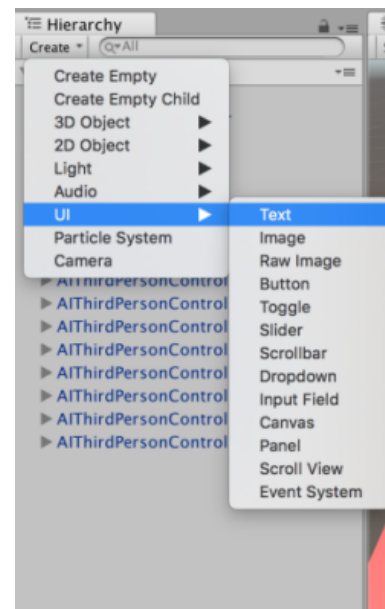 Hierarchy
Create
All
Create Empty
Create Empty Child
3D Object
2D Object
Light
Audio
UI
Particle System
Camera
Text
Image
Raw Image
Button
Toggle
Slider
Scrollbar
Dropdown
Input Field
Canvas
Panel
Scroll View
Event System
AIThirdPersonControl
AIThirdPersonControl
AIThirdPersonControl
AIThirdPersonControl
AIThirdPersonControl
AIThirdPersonControl
AIThirdPersonControl
AIThirdPersonControl